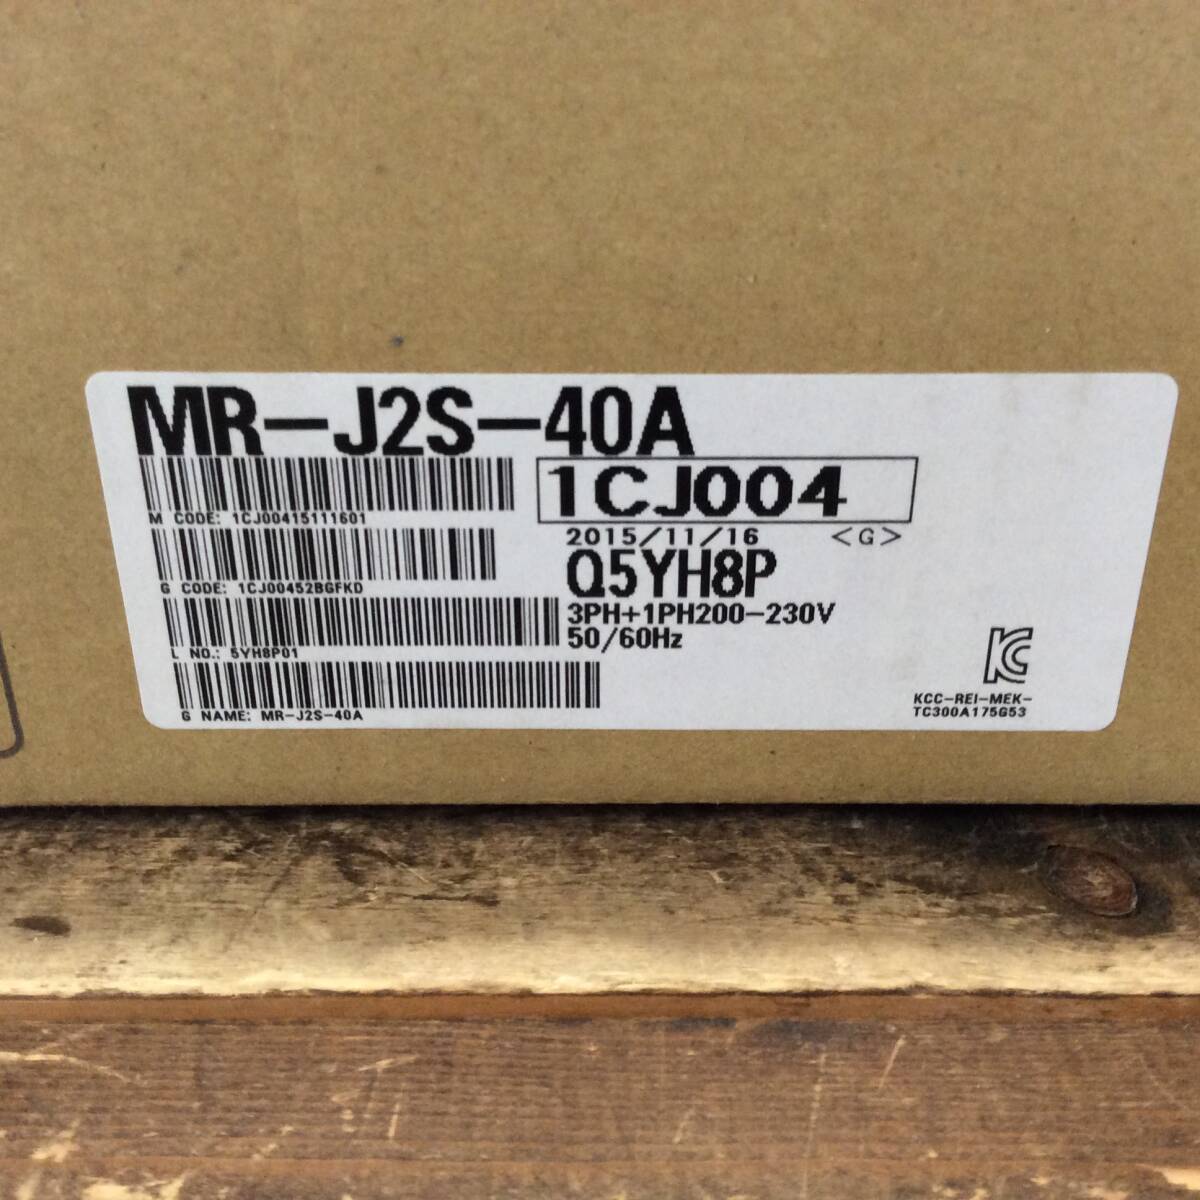 MR-J2S-40A
1CJ004
M CODE: 1CJ00415111601
2015/11/16 <G>
Q5YH8P
G CODE: 1CJ00452BGFKD
3PH+1PH200-230V
50/60Hz
L NO.: 5YH8P01
G NAME: MR-J2S-40A
KCC-REI-MEK-
TC300A175G53